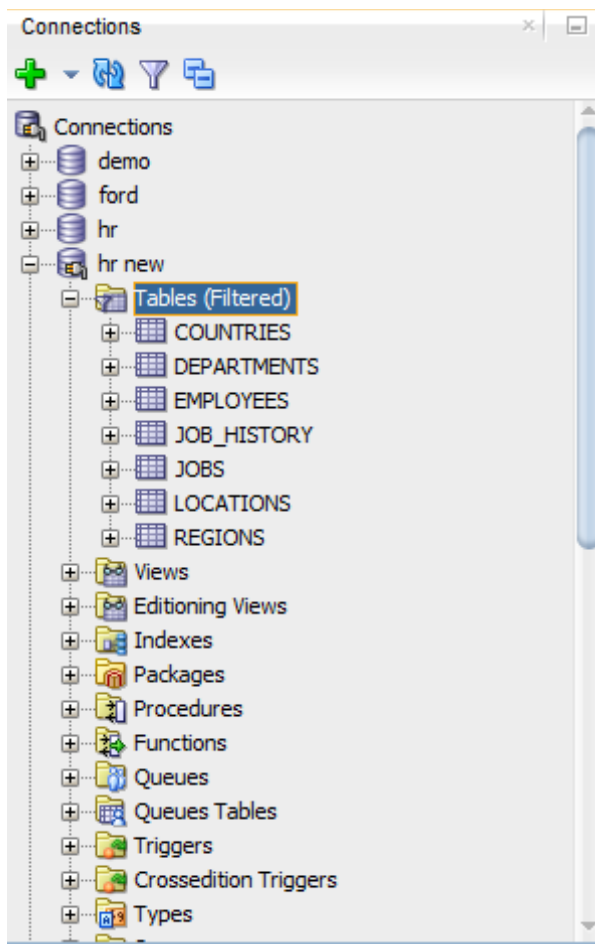 Connections
Connections
demo
ford
hr
hr new
Tables (Filtered)
COUNTRIES
DEPARTMENTS
EMPLOYEES
JOB_HISTORY
JOBS
LOCATIONS
REGIONS
Views
Editioning Views
Indexes
Packages
Procedures
Functions
Queues
Queues Tables
Triggers
Crossedition Triggers
Types